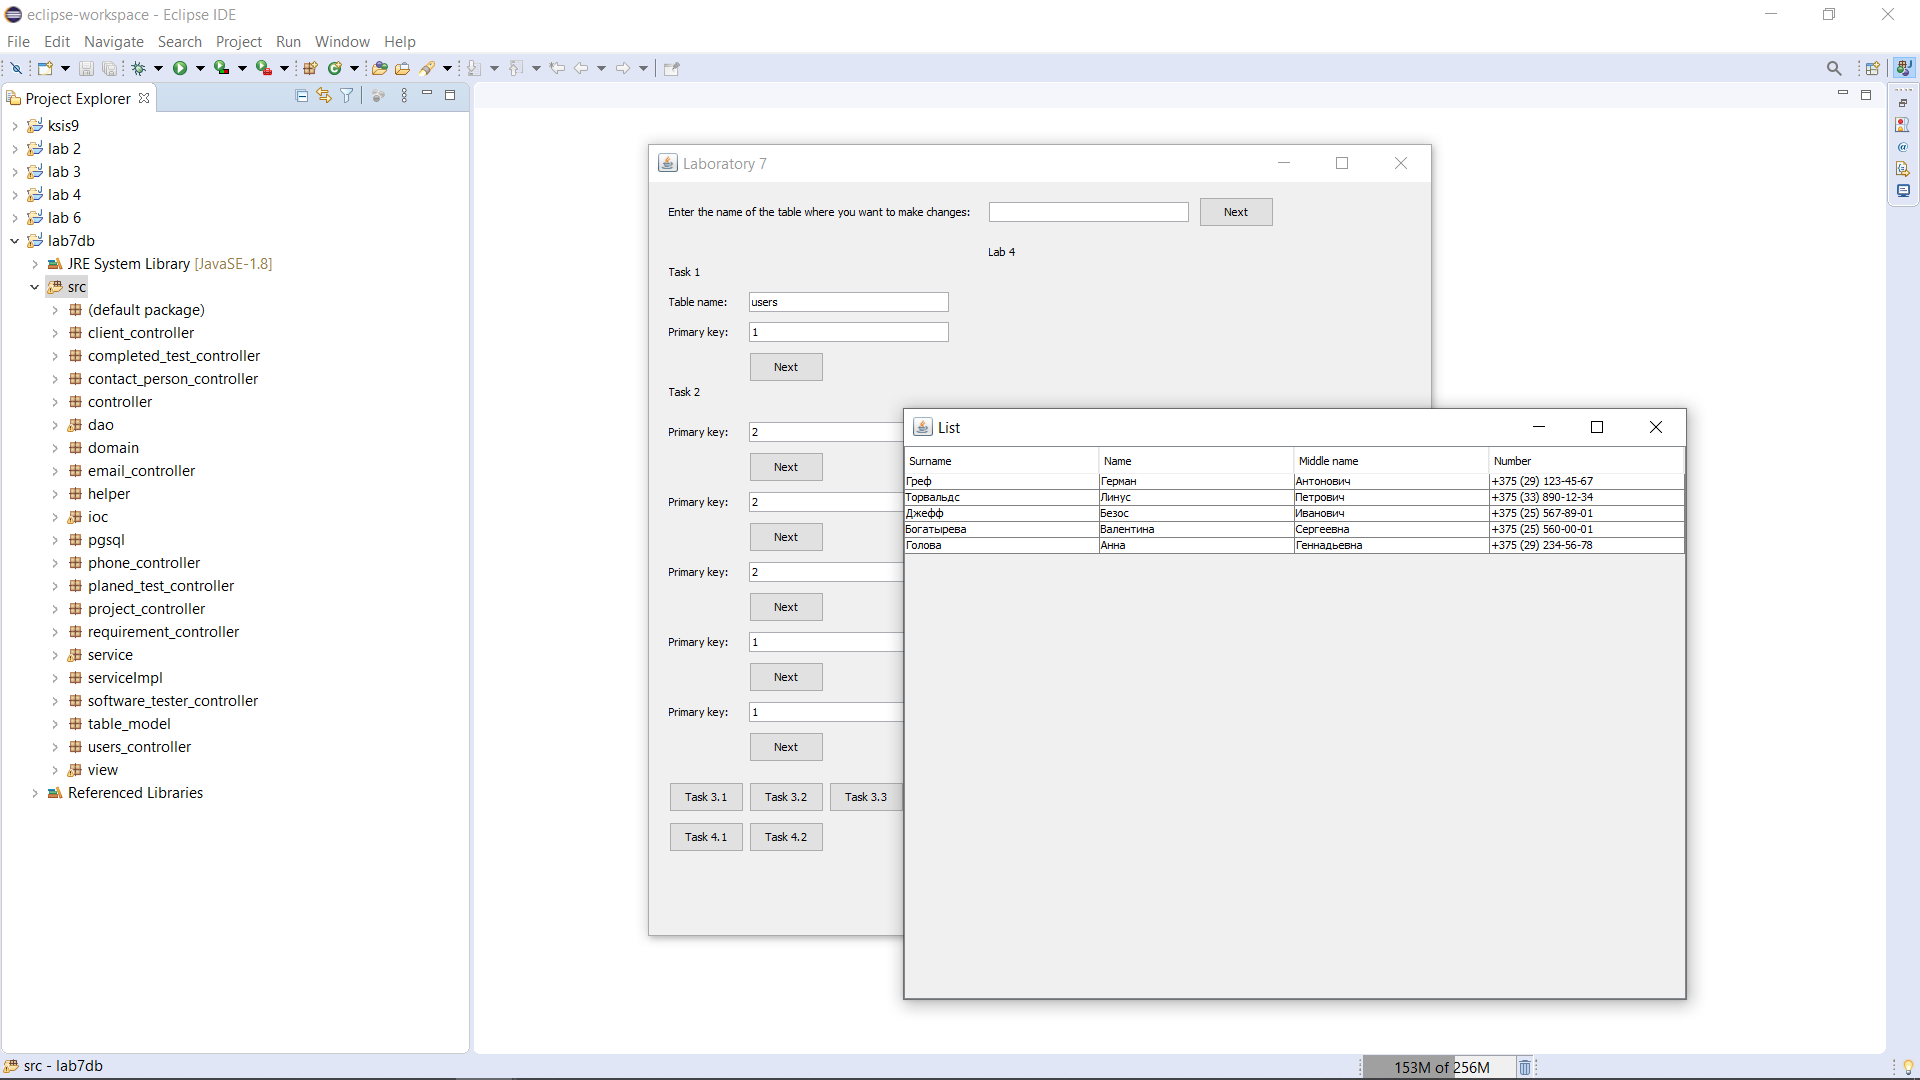 eclipse-workspace - Eclipse IDE
File Edit Navigate Search Project Run Window Help
Project Explorer
ksis9
lab 2
lab 3
lab 4
lab 6
lab7db
JRE System Library [JavaSE-1.8]
src
(default package)
client_controller
completed_test_controller
contact_person_controller
controller
dao
domain
email_controller
helper
ioc
pgsql
phone_controller
planed_test_controller
project_controller
requirement_controller
service
serviceImpl
software_tester_controller
table_model
users_controller
view
Referenced Libraries
Laboratory 7
Enter the name of the table where you want to make changes: Next
Lab 4
Task 1
Table name: users
Primary key: 1
Next
Task 2
Primary key: 2
Next
Primary key: 2
Next
Primary key: 2
Next
Primary key: 1
Next
Primary key: 1
Next
Task 3.1 Task 3.2 Task 3.3
Task 4.1 Task 4.2
List
Surname Name Middle name Number
Греф Герман Антонович +375 (29) 123-45-67
Торвальдс Линус Петрович +375 (33) 890-12-34
Джефф Безос Иванович +375 (25) 567-89-01
Богатырева Валентина Сергеевна +375 (25) 560-00-01
Голова Анна Геннадьевна +375 (29) 234-56-78
src - lab7db
153M of 256M